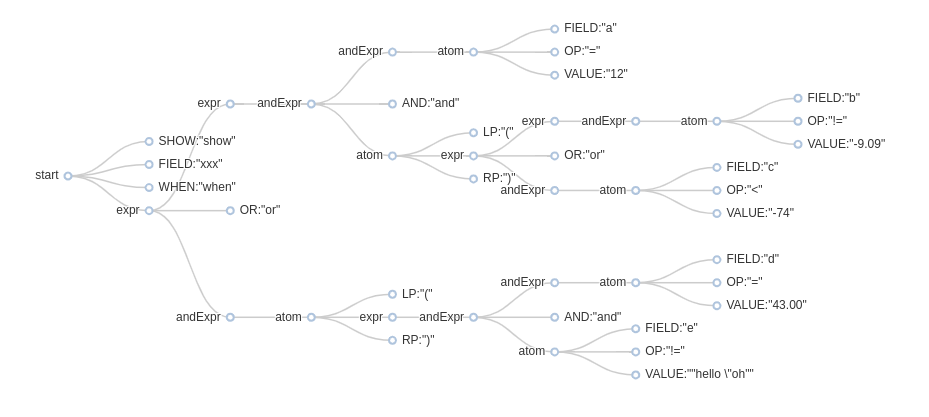 FIELD:"a"
andExpr atom OP:"="
VALUE:"12"
FIELD:"b"
expr andExpr AND:"and"
expr andExpr atom OP:"!="
LP:"("
SHOW:"show"
VALUE:"-9.09"
atom expr OR:"or"
FIELD:"xxx"
FIELD:"c"
start
RP:")"
WHEN:"when"
andExpr atom OP:"<"
expr OR:"or"
VALUE:"-74"
FIELD:"d"
andExpr atom OP:"="
LP:"("
VALUE:"43.00"
andExpr atom expr andExpr AND:"and"
FIELD:"e"
RP:")"
atom OP:"!="
VALUE:""hello \"oh""